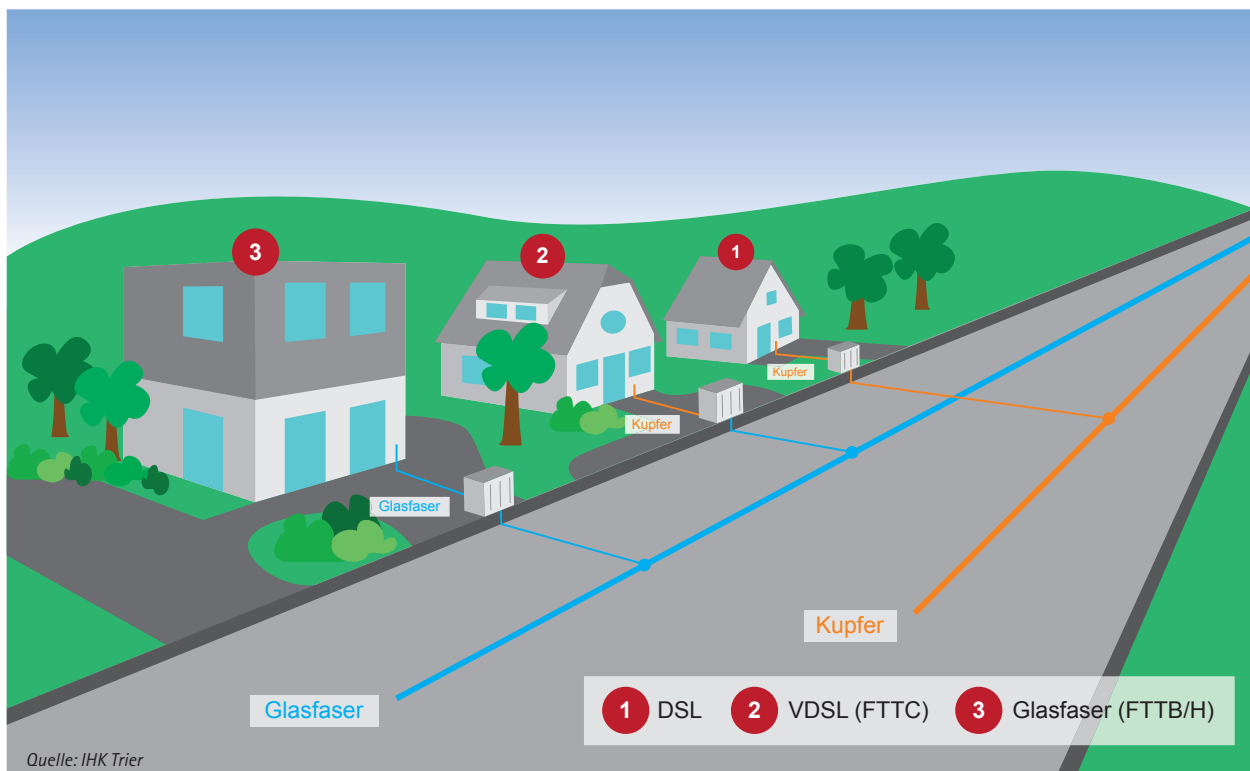 3
2
1
Kupfer
Kupfer
Glasfaser
Kupfer
Glasfaser
1 DSL 2 VDSL (FTTC) 3 Glasfaser (FTTB/H)
Quelle: IHK Trier